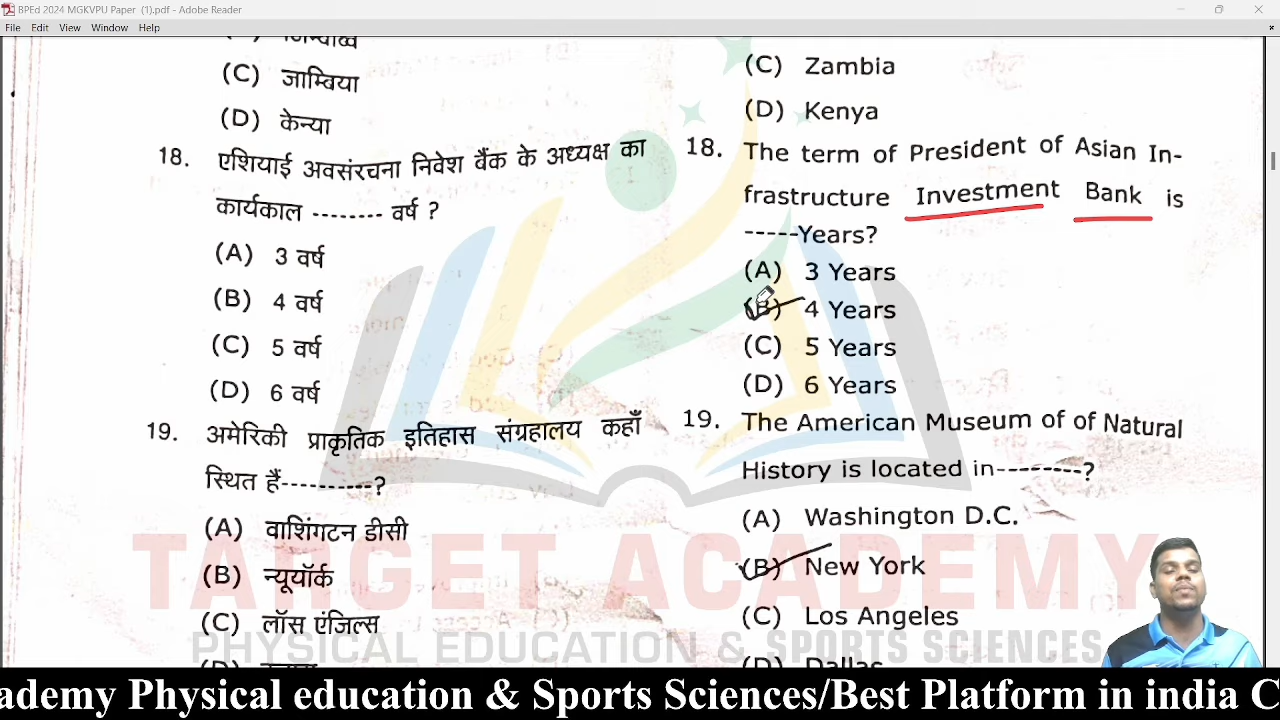 BPEd 2024 MGKVPU Paper (1).pdf - Adobe Reader
File Edit View Window Help
(C) जाम्बिया
(D) केन्या
18. एशियाई अवसंरचना निवेश बैंक के अध्यक्ष का
कार्यकाल -------- वर्ष ?
(A) 3 वर्ष
(B) 4 वर्ष
(C) 5 वर्ष
(D) 6 वर्ष
19. अमेरिकी प्राकृतिक इतिहास संग्रहालय कहाँ
स्थित हैं----------?
(A) वाशिंगटन डीसी
(B) न्यूयॉर्क
(C) लॉस एंजिल्स
(C) Zambia
(D) Kenya
18. The term of President of Asian In-
frastructure Investment Bank is
-----Years?
(A) 3 Years
(B) 4 Years
(C) 5 Years
(D) 6 Years
19. The American Museum of of Natural
History is located in---------?
(A) Washington D.C.
(B) New York
(C) Los Angeles
(D) Dallas
TARGET ACADEMY
PHYSICAL EDUCATION & SPORTS SCIENCES
ademy Physical education & Sports Sciences/Best Platform in india C